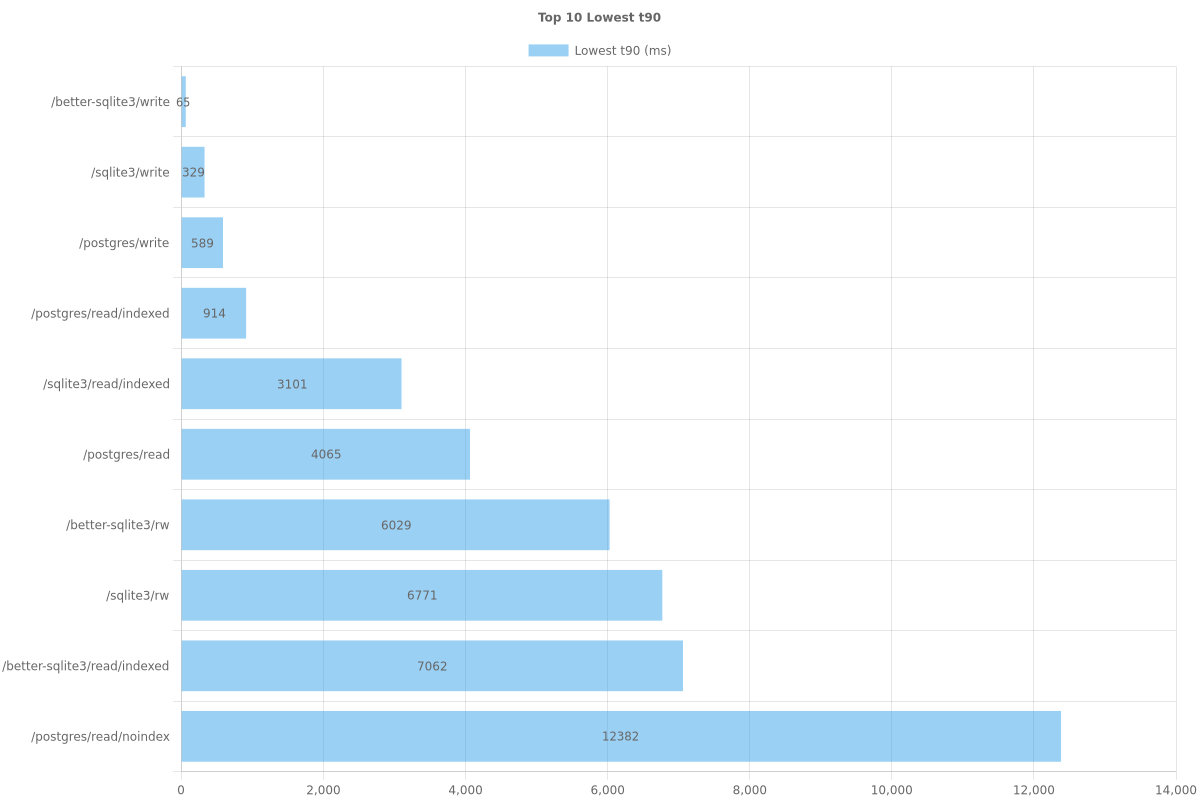 Top 10 Lowest t90
Lowest t90 (ms)
/better-sqlite3/write 65
/sqlite3/write 329
/postgres/write 589
/postgres/read/indexed 914
/sqlite3/read/indexed 3101
/postgres/read 4065
/better-sqlite3/rw 6029
/sqlite3/rw 6771
/better-sqlite3/read/indexed 7062
/postgres/read/noindex 12382
0 2,000 4,000 6,000 8,000 10,000 12,000 14,000